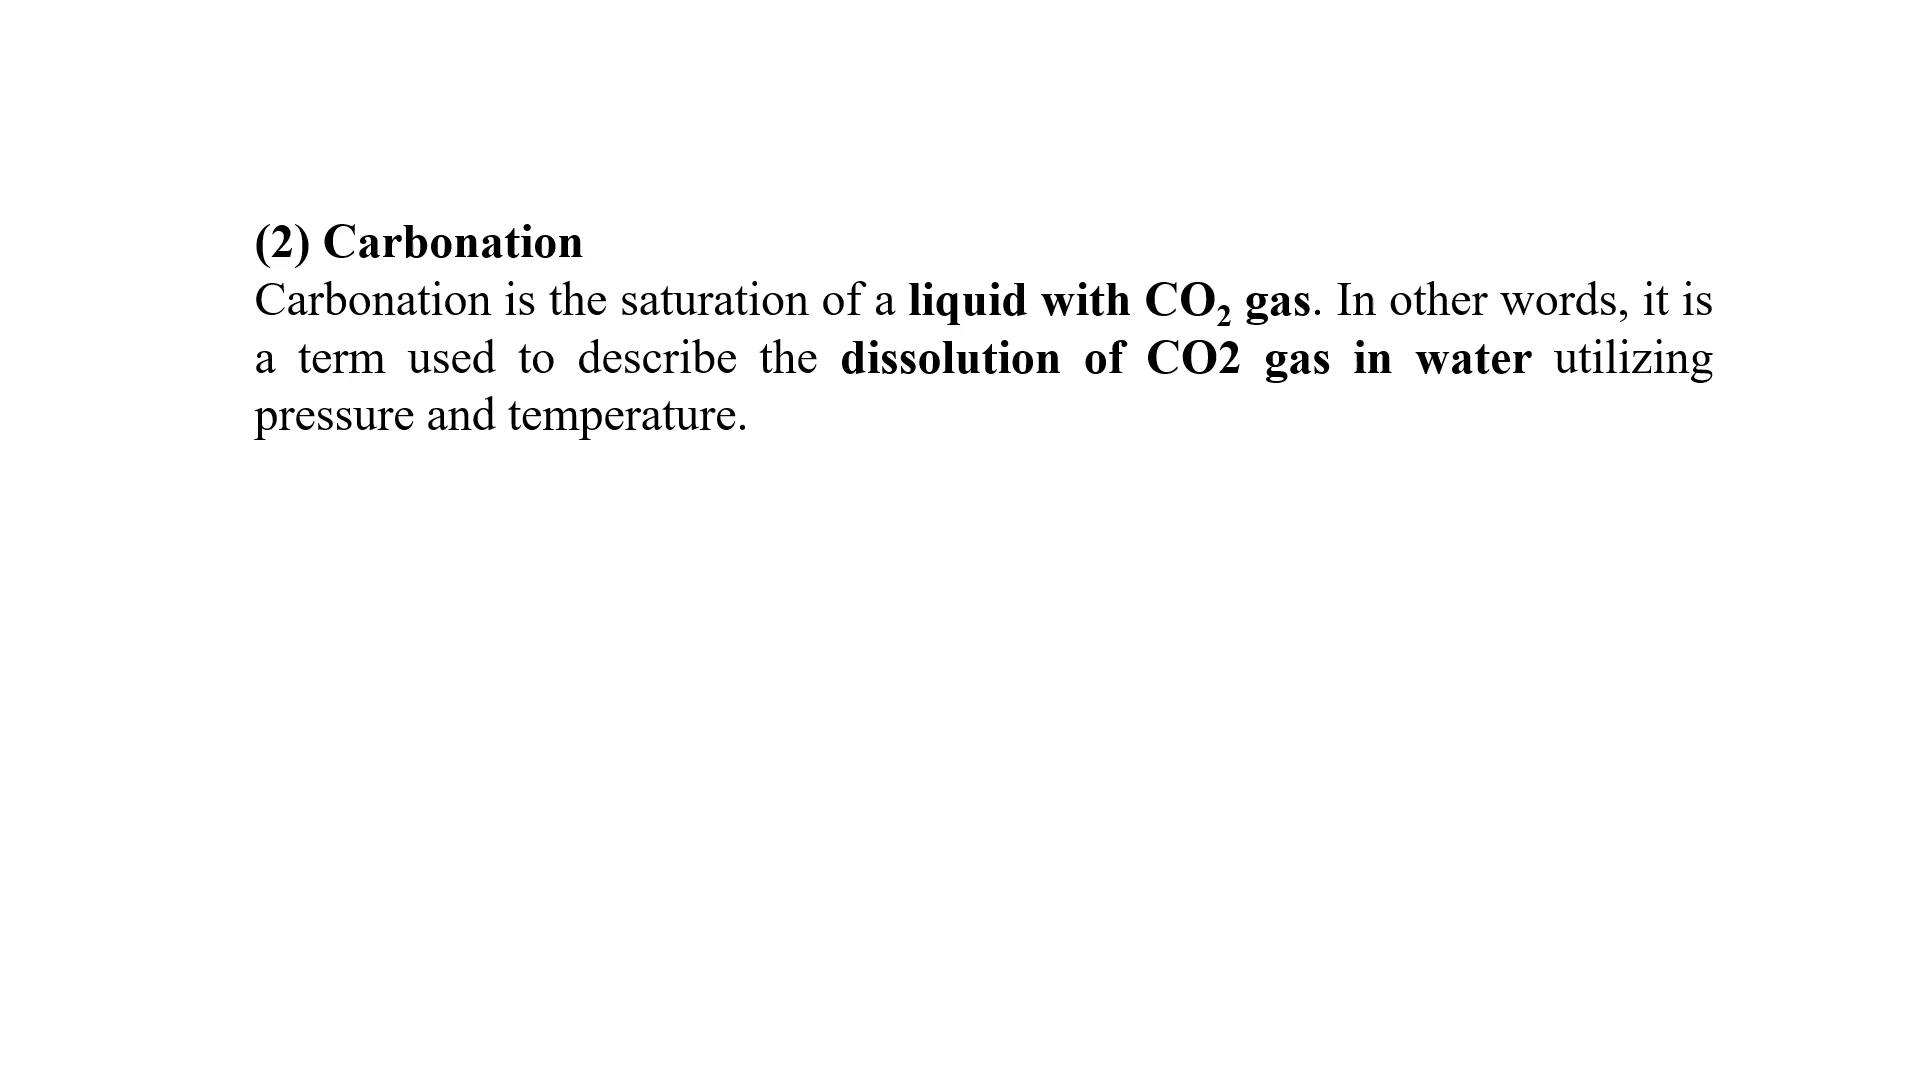 (2) Carbonation
Carbonation is the saturation of a liquid with CO₂ gas. In other words, it is
a term used to describe the dissolution of CO2 gas in water utilizing
pressure and temperature.